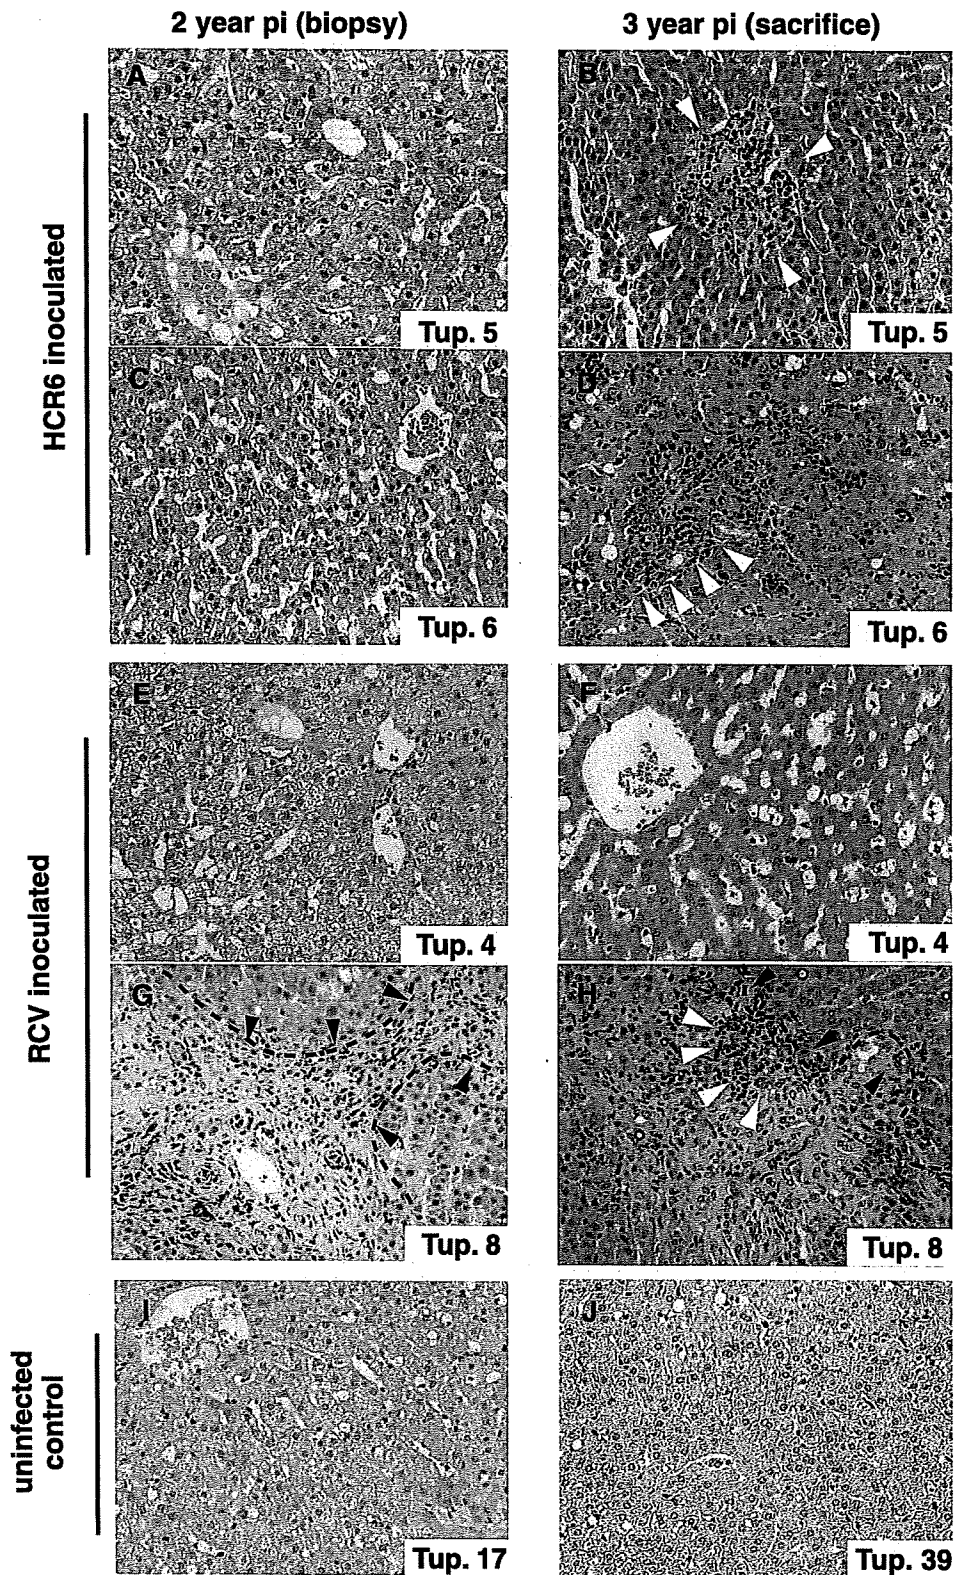 2 year pi (biopsy)
3 year pi (sacrifice)
HCR6 inoculated
A
Tup. 5
B
Tup. 5
C
Tup. 6
D
Tup. 6
RCV inoculated
E
Tup. 4
F
Tup. 4
G
Tup. 8
H
Tup. 8
uninfected
control
I
Tup. 17
J
Tup. 39